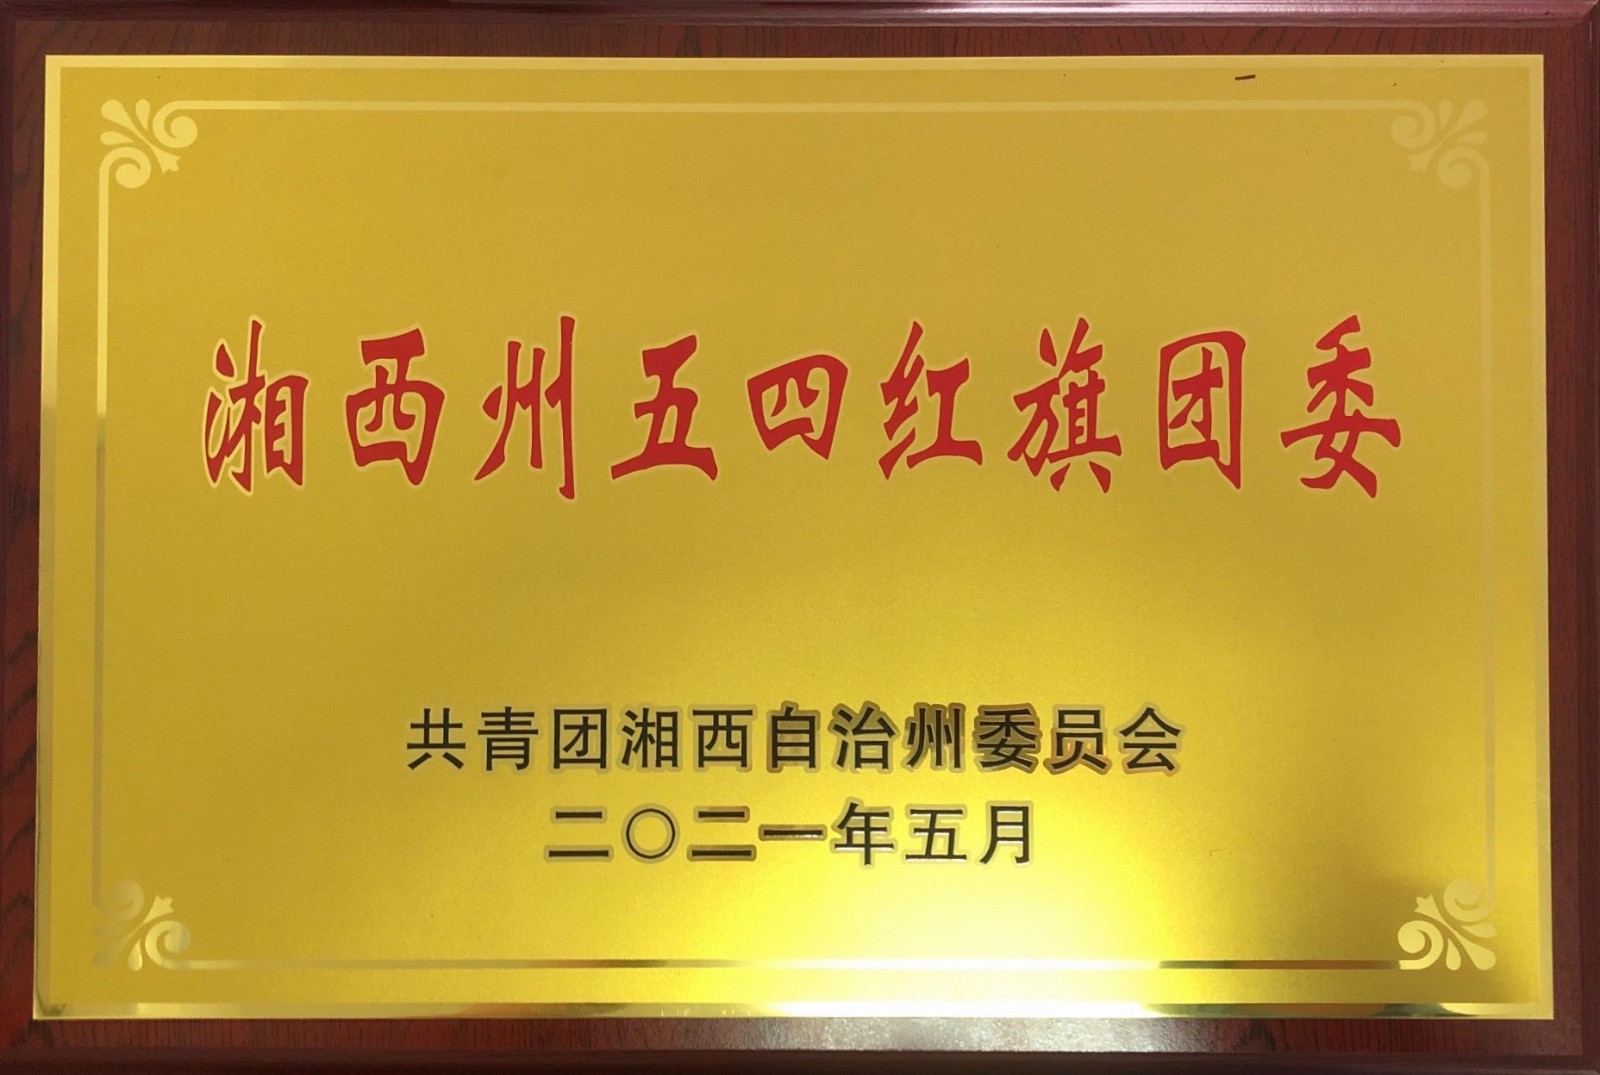 湘西州五四红旗团委
共青团湘西自治州委员会
二〇二一年五月